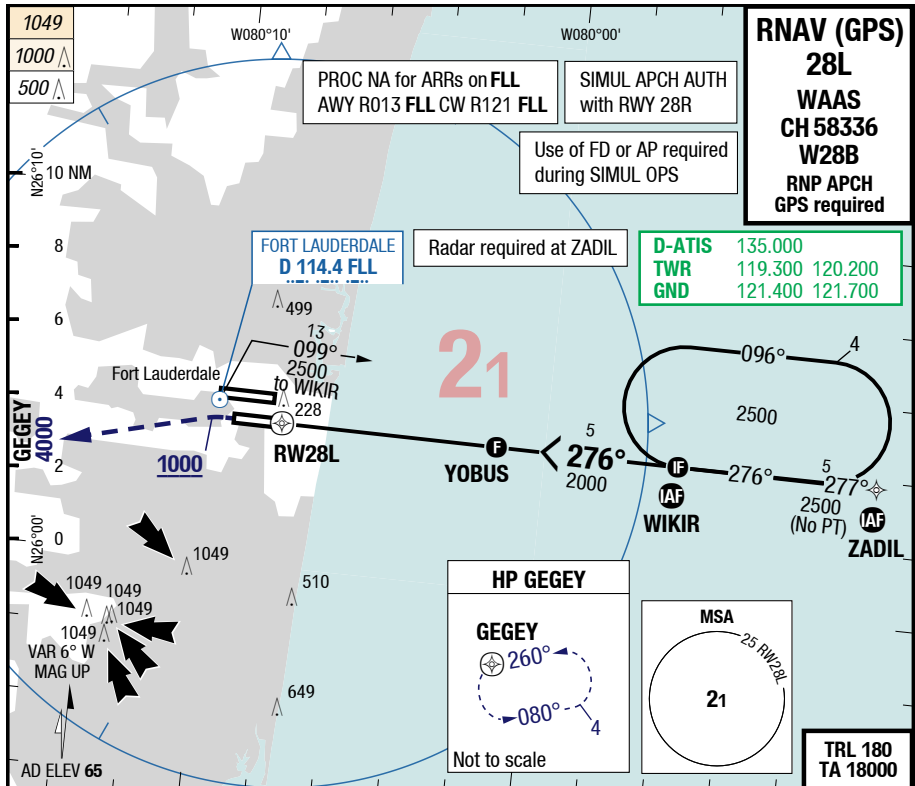 1049
1000
500
W080°10'
W080°00'
RNAV (GPS)
28L
WAAS
CH 58336
W28B
RNP APCH
GPS required
PROC NA for ARRs on FLL
AWY R013 FLL CW R121 FLL
SIMUL APCH AUTH
with RWY 28R
Use of FD or AP required
during SIMUL OPS
N26°10'
10 NM
8
6
4
2
0
N26°00'
FORT LAUDERDALE
D 114.4 FLL
Radar required at ZADIL
D-ATIS 135.000
TWR 119.300 120.200
GND 121.400 121.700
499
13
099°
2500
to WIKIR
21
096°
4
2500
Fort Lauderdale
228
GEGEY
4000
1000
RW28L
F
YOBUS
5
276°
2000
IF
IAF
WIKIR
276°
5
277°
2500
(No PT)
IAF
ZADIL
1049
1049
1049
1049
1049
510
649
VAR 6° W
MAG UP
AD ELEV 65
HP GEGEY
GEGEY
260°
080°
4
Not to scale
MSA
25 RW28L
21
TRL 180
TA 18000